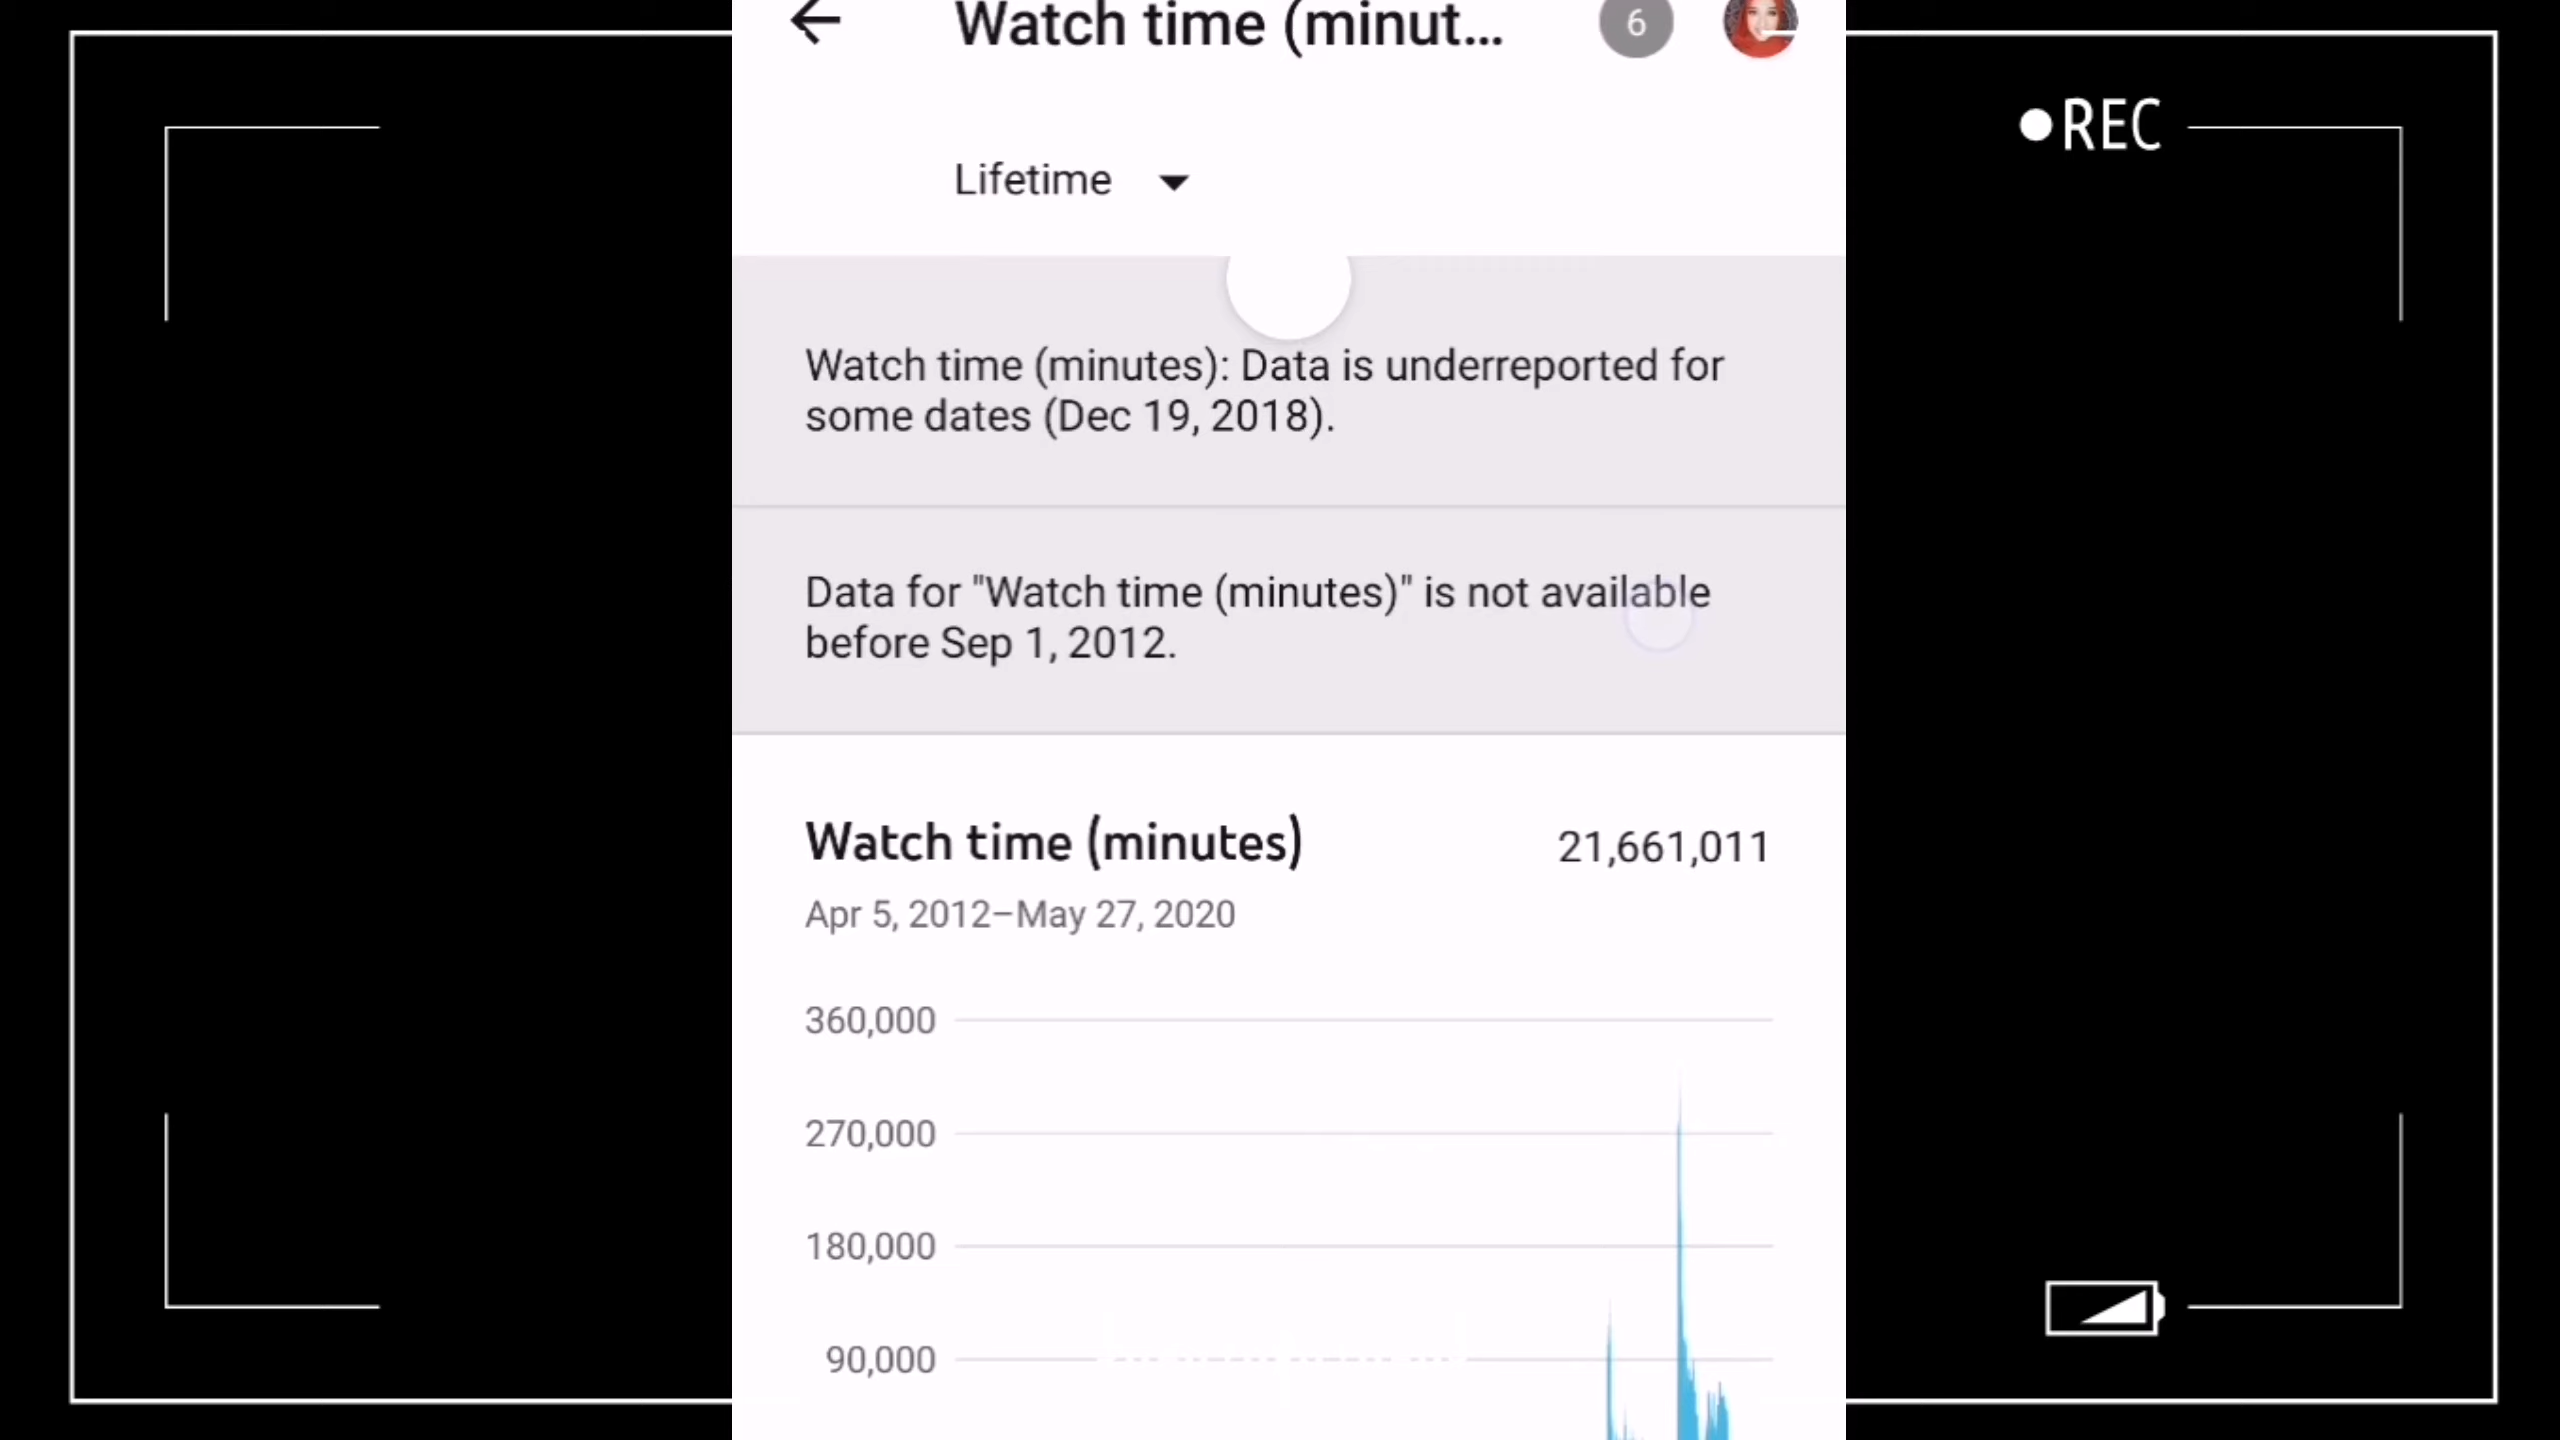 Watch time (minut...
6
REC
Lifetime
Watch time (minutes): Data is underreported for
some dates (Dec 19, 2018).
Data for "Watch time (minutes)" is not available
before Sep 1, 2012.
Watch time (minutes)
21,661,011
Apr 5, 2012–May 27, 2020
360,000
270,000
180,000
90,000